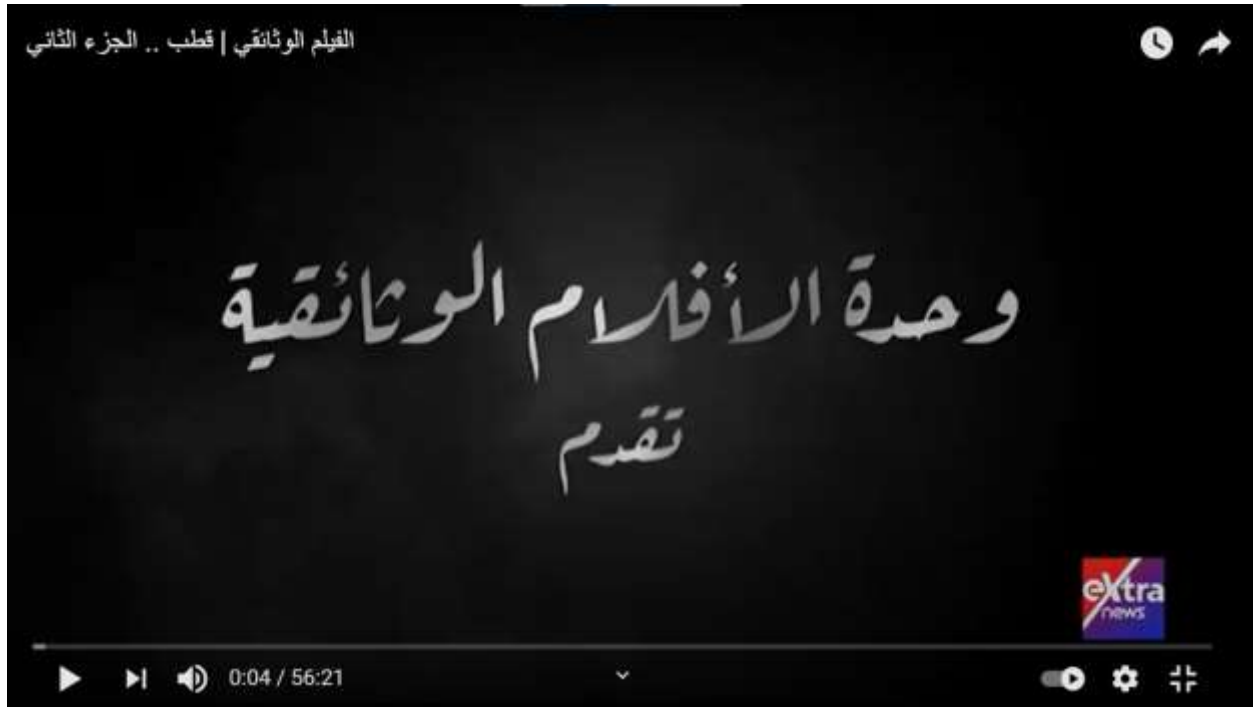 الفيلم الوثائقي | قطب .. الجزء الثاني
وحدة الأفلام الوثائقية
تقدم
extra
news
0:04 / 56:21